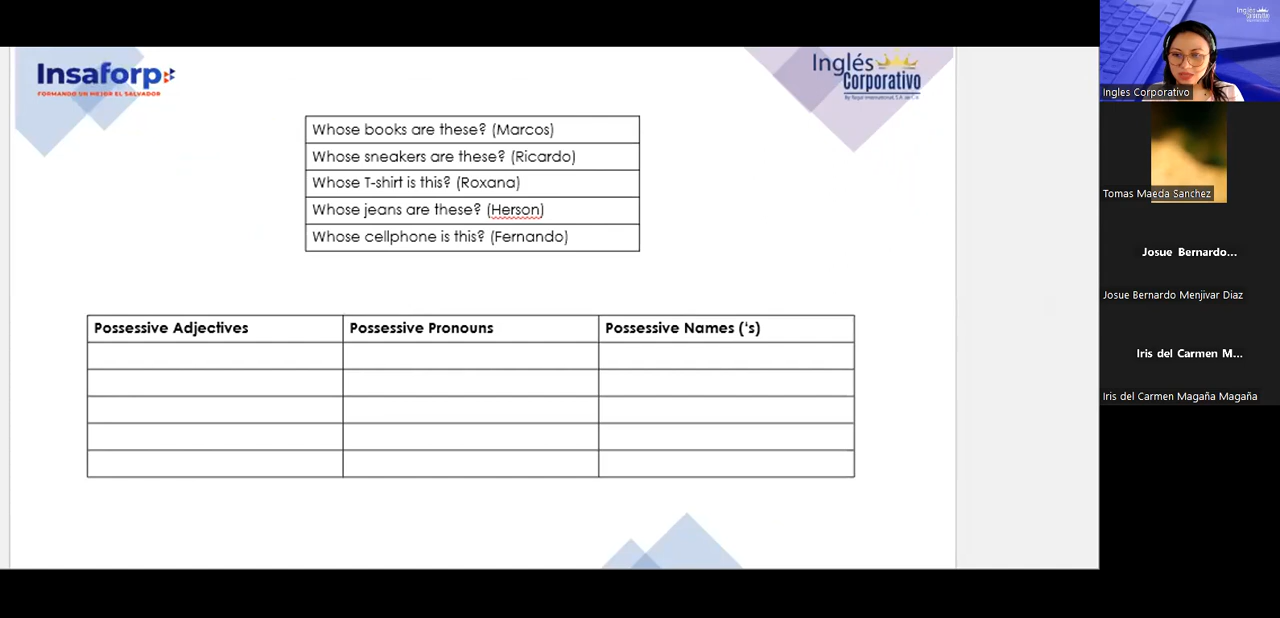 Insaforp
FORMANDO UN MEJOR EL SALVADOR
Inglés
Corporativo
Whose books are these? (Marcos)
Whose sneakers are these? (Ricardo)
Whose T-shirt is this? (Roxana)
Whose jeans are these? (Herson)
Whose cellphone is this? (Fernando)
Possessive Adjectives Possessive Pronouns Possessive Names (‘s)
Ingles Corporativo
Tomas Maeda Sanchez
Josue Bernardo...
Josue Bernardo Menjivar Diaz
Iris del Carmen M...
Iris del Carmen Magaña Magaña